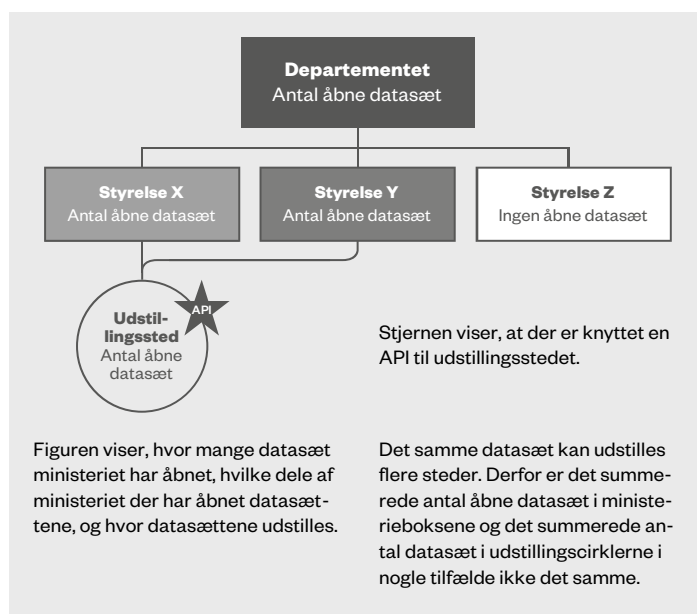 Departementet
Antal åbne datasæt
Styrelse X
Antal åbne datasæt
Styrelse Y
Antal åbne datasæt
Styrelse Z
Ingen åbne datasæt
API
Udstil-
lingssted
Antal åbne
datasæt
Stjernen viser, at der er knyttet en
API til udstillingsstedet.
Figuren viser, hvor mange datasæt
ministeriet har åbnet, hvilke dele af
ministeriet der har åbnet datasæt-
tene, og hvor datasættene udstilles.
Det samme datasæt kan udstilles
flere steder. Derfor er det summe-
rede antal åbne datasæt i ministe-
rieboksene og det summerede an-
tal datasæt i udstillingscirklerne i
nogle tilfælde ikke det samme.